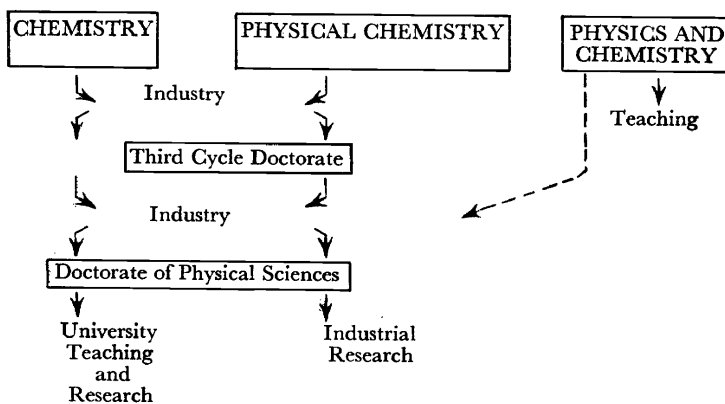 CHEMISTRY
PHYSICAL CHEMISTRY
PHYSICS AND
CHEMISTRY
Industry
Teaching
Third Cycle Doctorate
Industry
Doctorate of Physical Sciences
University
Teaching
and
Research
Industrial
Research